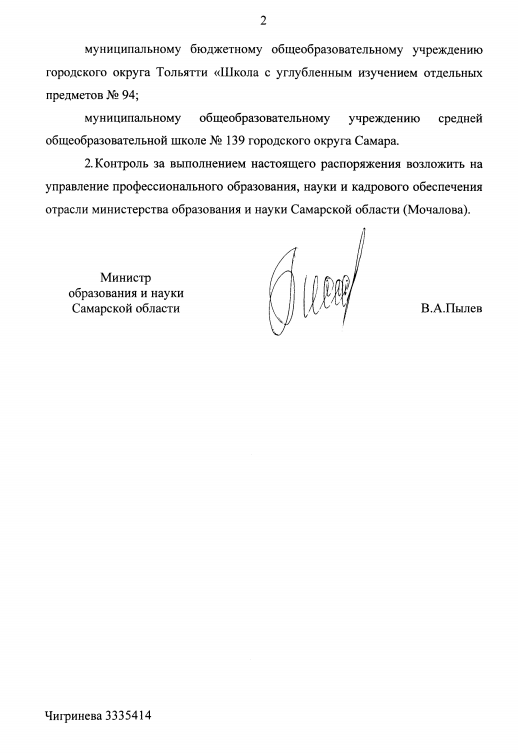 2
муниципальному бюджетному общеобразовательному учреждению
городского округа Тольятти «Школа с углубленным изучением отдельных
предметов № 94;
муниципальному общеобразовательному учреждению средней
общеобразовательной школе № 139 городского округа Самара.
2. Контроль за выполнением настоящего распоряжения возложить на
управление профессионального образования, науки и кадрового обеспечения
отрасли министерства образования и науки Самарской области (Мочалова).
Министр
образования и науки
Самарской области
В.А.Пылев
Чигринева 3335414